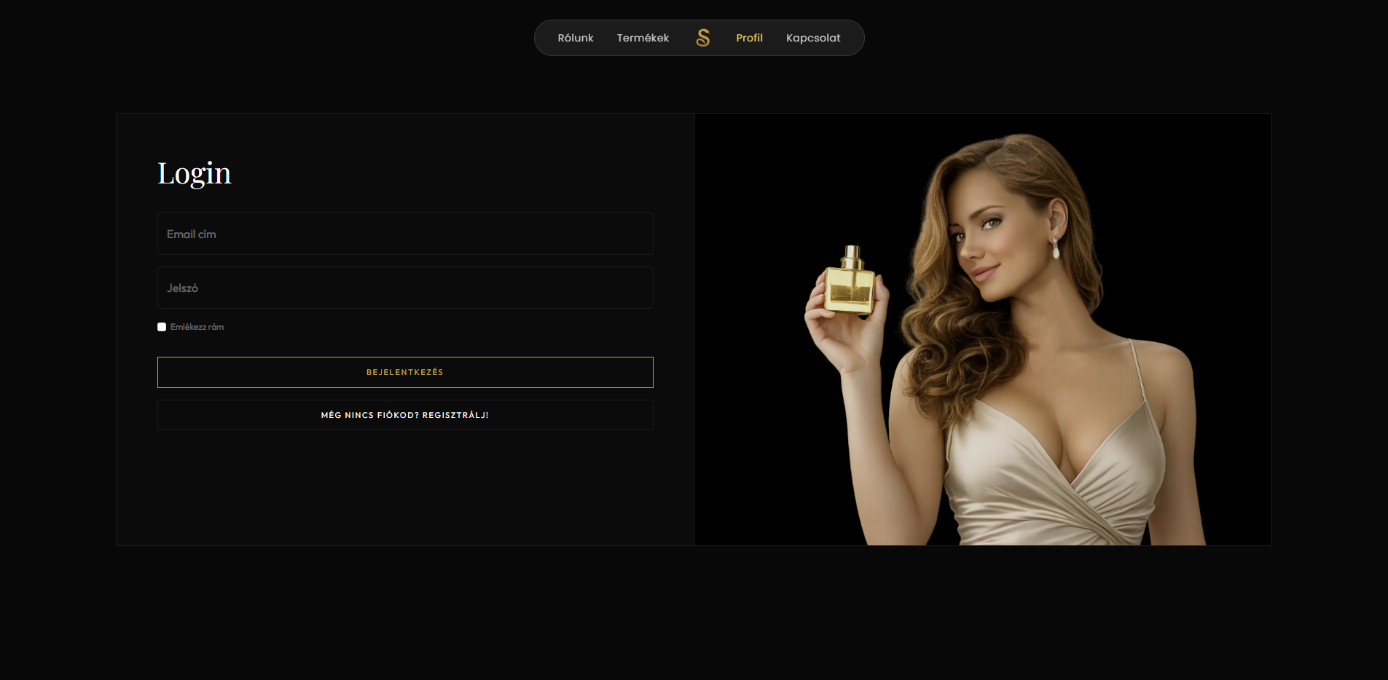 Rólunk Termékek Profil Kapcsolat
Login
Email cím
Jelszó
Emlékezz rám
BEJELENTKEZÉS
MÉG NINCS FIÓKOD? REGISZTRÁLJ!